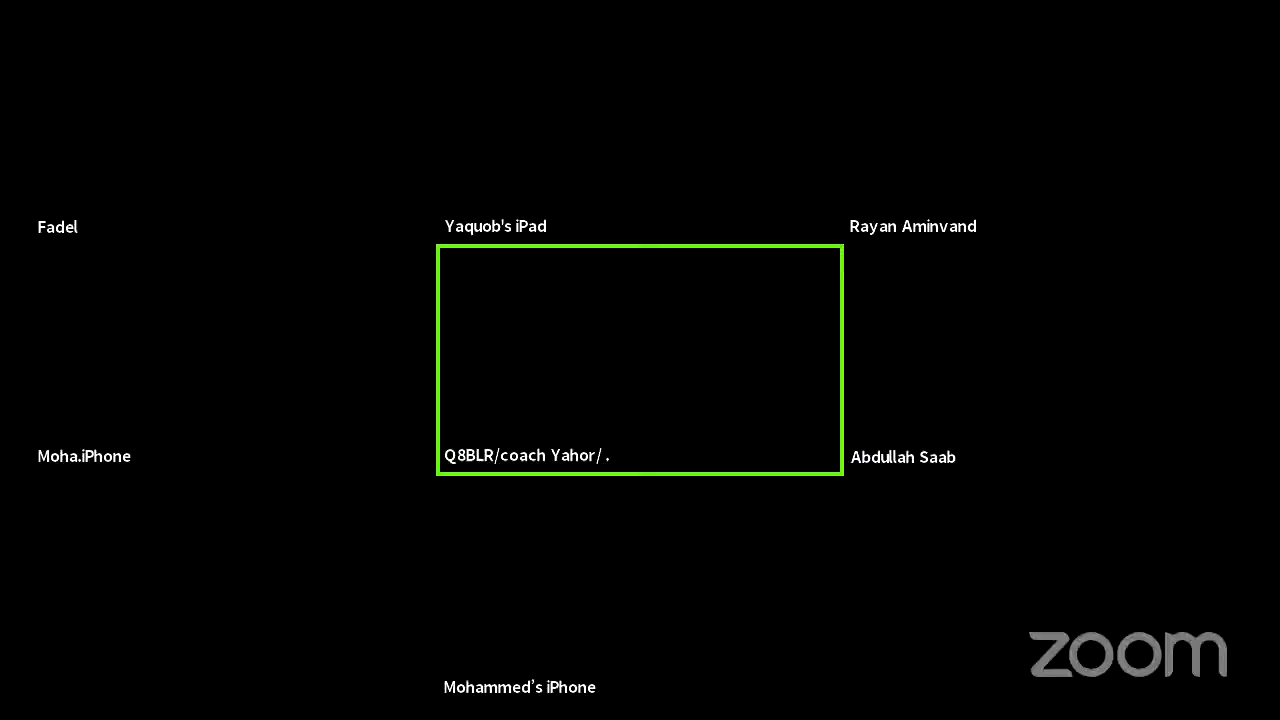 Fadel
Yaquob's iPad
Rayan Aminvand
Moha.iPhone
Q8BLR/coach Yahor/ .
Abdullah Saab
Mohammed’s iPhone
zoom